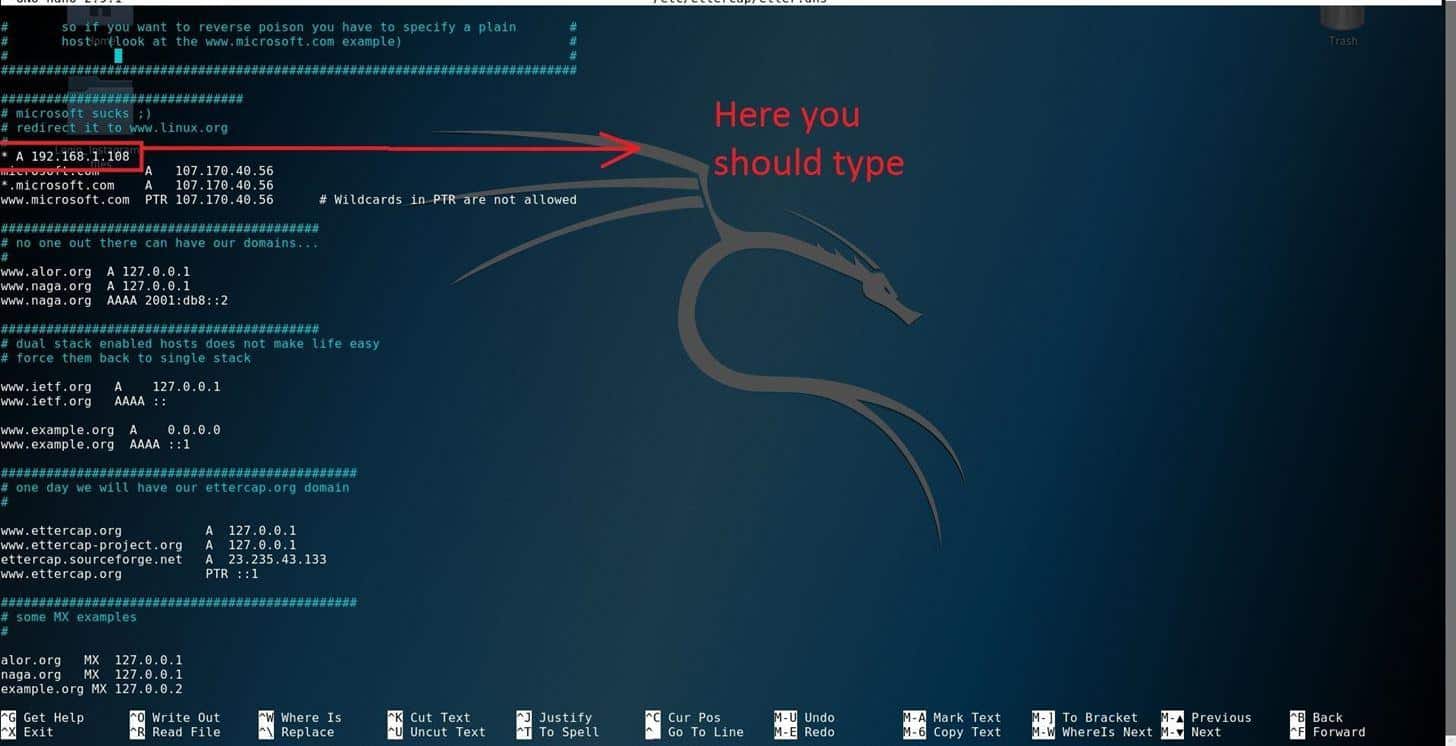 GNU nano 2.9.1 /etc/ettercap/etter.dns
# so if you want to reverse poison you have to specify a plain #
# host. (look at the www.microsoft.com example) #
# #
############################################################################
################################
# microsoft sucks ;)
# redirect it to www.linux.org
#
* A 192.168.1.108
microsoft.com A 107.170.40.56
*.microsoft.com A 107.170.40.56
www.microsoft.com PTR 107.170.40.56 # Wildcards in PTR are not allowed
##########################################
# no one out there can have our domains...
#
www.alor.org A 127.0.0.1
www.naga.org A 127.0.0.1
www.naga.org AAAA 2001:db8::2
##########################################
# dual stack enabled hosts does not make life easy
# force them back to single stack
www.ietf.org A 127.0.0.1
www.ietf.org AAAA ::
www.example.org A 0.0.0.0
www.example.org AAAA ::1
###############################################
# one day we will have our ettercap.org domain
#
www.ettercap.org A 127.0.0.1
www.ettercap-project.org A 127.0.0.1
ettercap.sourceforge.net A 23.235.43.133
www.ettercap.org PTR ::1
###############################################
# some MX examples
#
alor.org MX 127.0.0.1
naga.org MX 127.0.0.1
example.org MX 127.0.0.2
^G Get Help ^O Write Out ^W Where Is ^K Cut Text ^J Justify ^C Cur Pos M-U Undo M-A Mark Text M-] To Bracket M-▲ Previous ^B Back
^X Exit ^R Read File ^\ Replace ^U Uncut Text ^T To Spell ^_ Go To Line M-E Redo M-6 Copy Text M-W WhereIs Next M-▼ Next ^F Forward
Here you
should type
Trash